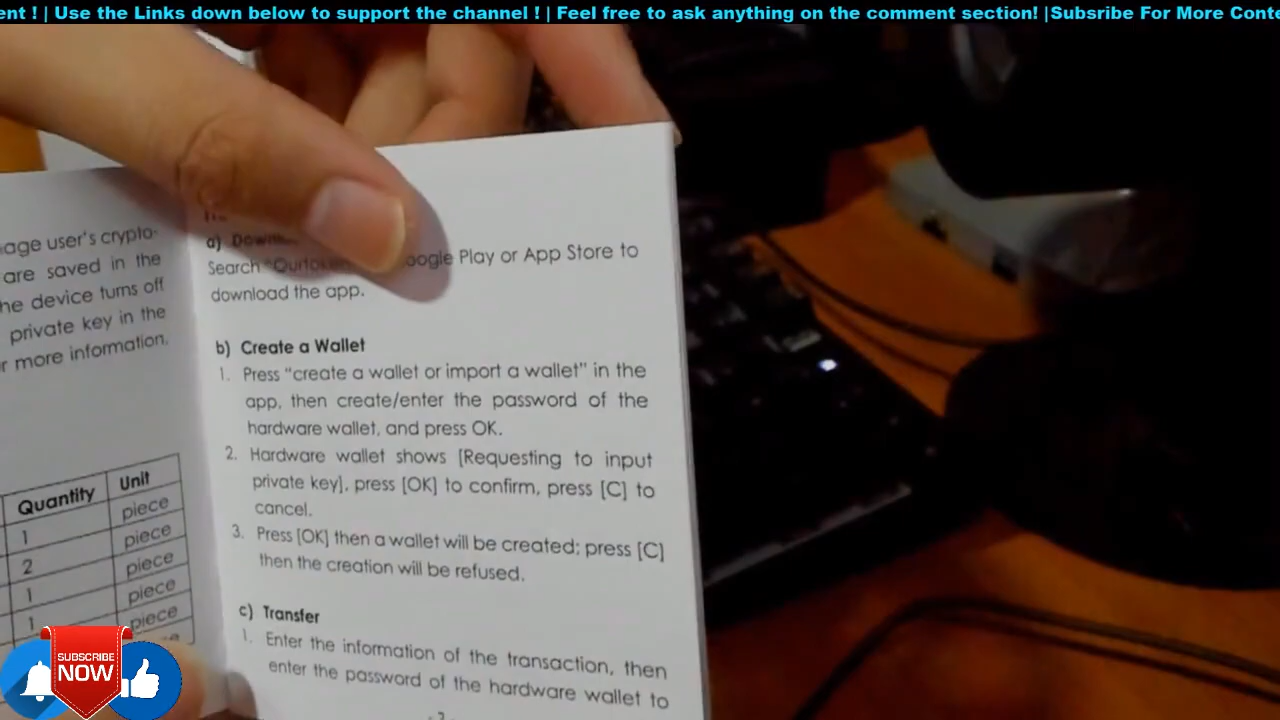 ent ! | Use the Links down below to support the channel ! | Feel free to ask anything on the comment section! |Subsribe For More Conte
age user's crypto-
are saved in the
he device turns off
private key in the
r more information,
Quantity Unit
1 piece
2 piece
1 piece
1 piece
a) Down
Search Google Play or App Store to
download the app.
b) Create a Wallet
1. Press "create a wallet or import a wallet" in the
app, then create/enter the password of the
hardware wallet, and press OK.
2. Hardware wallet shows [Requesting to input
private key], press [OK] to confirm, press [C] to
cancel.
3. Press [OK] then a wallet will be created; press [C]
then the creation will be refused.
c) Transfer
1. Enter the information of the transaction, then
enter the password of the hardware wallet to
SUBSCRIBE
NOW